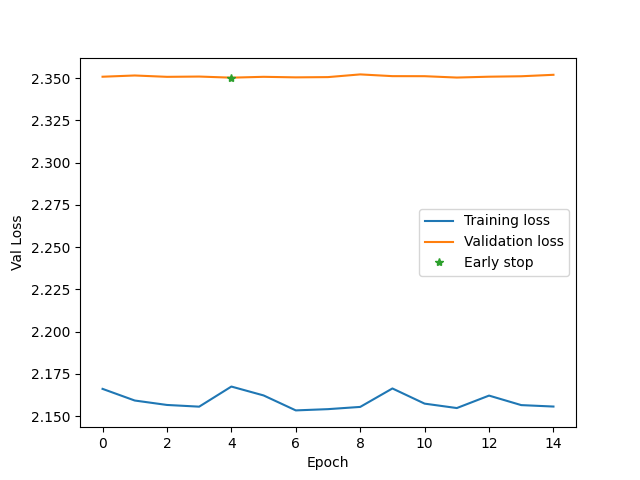 2.350
2.325
2.300
2.275
2.250
2.225
2.200
2.175
2.150
Val Loss
Training loss
Validation loss
Early stop
0 2 4 6 8 10 12 14
Epoch